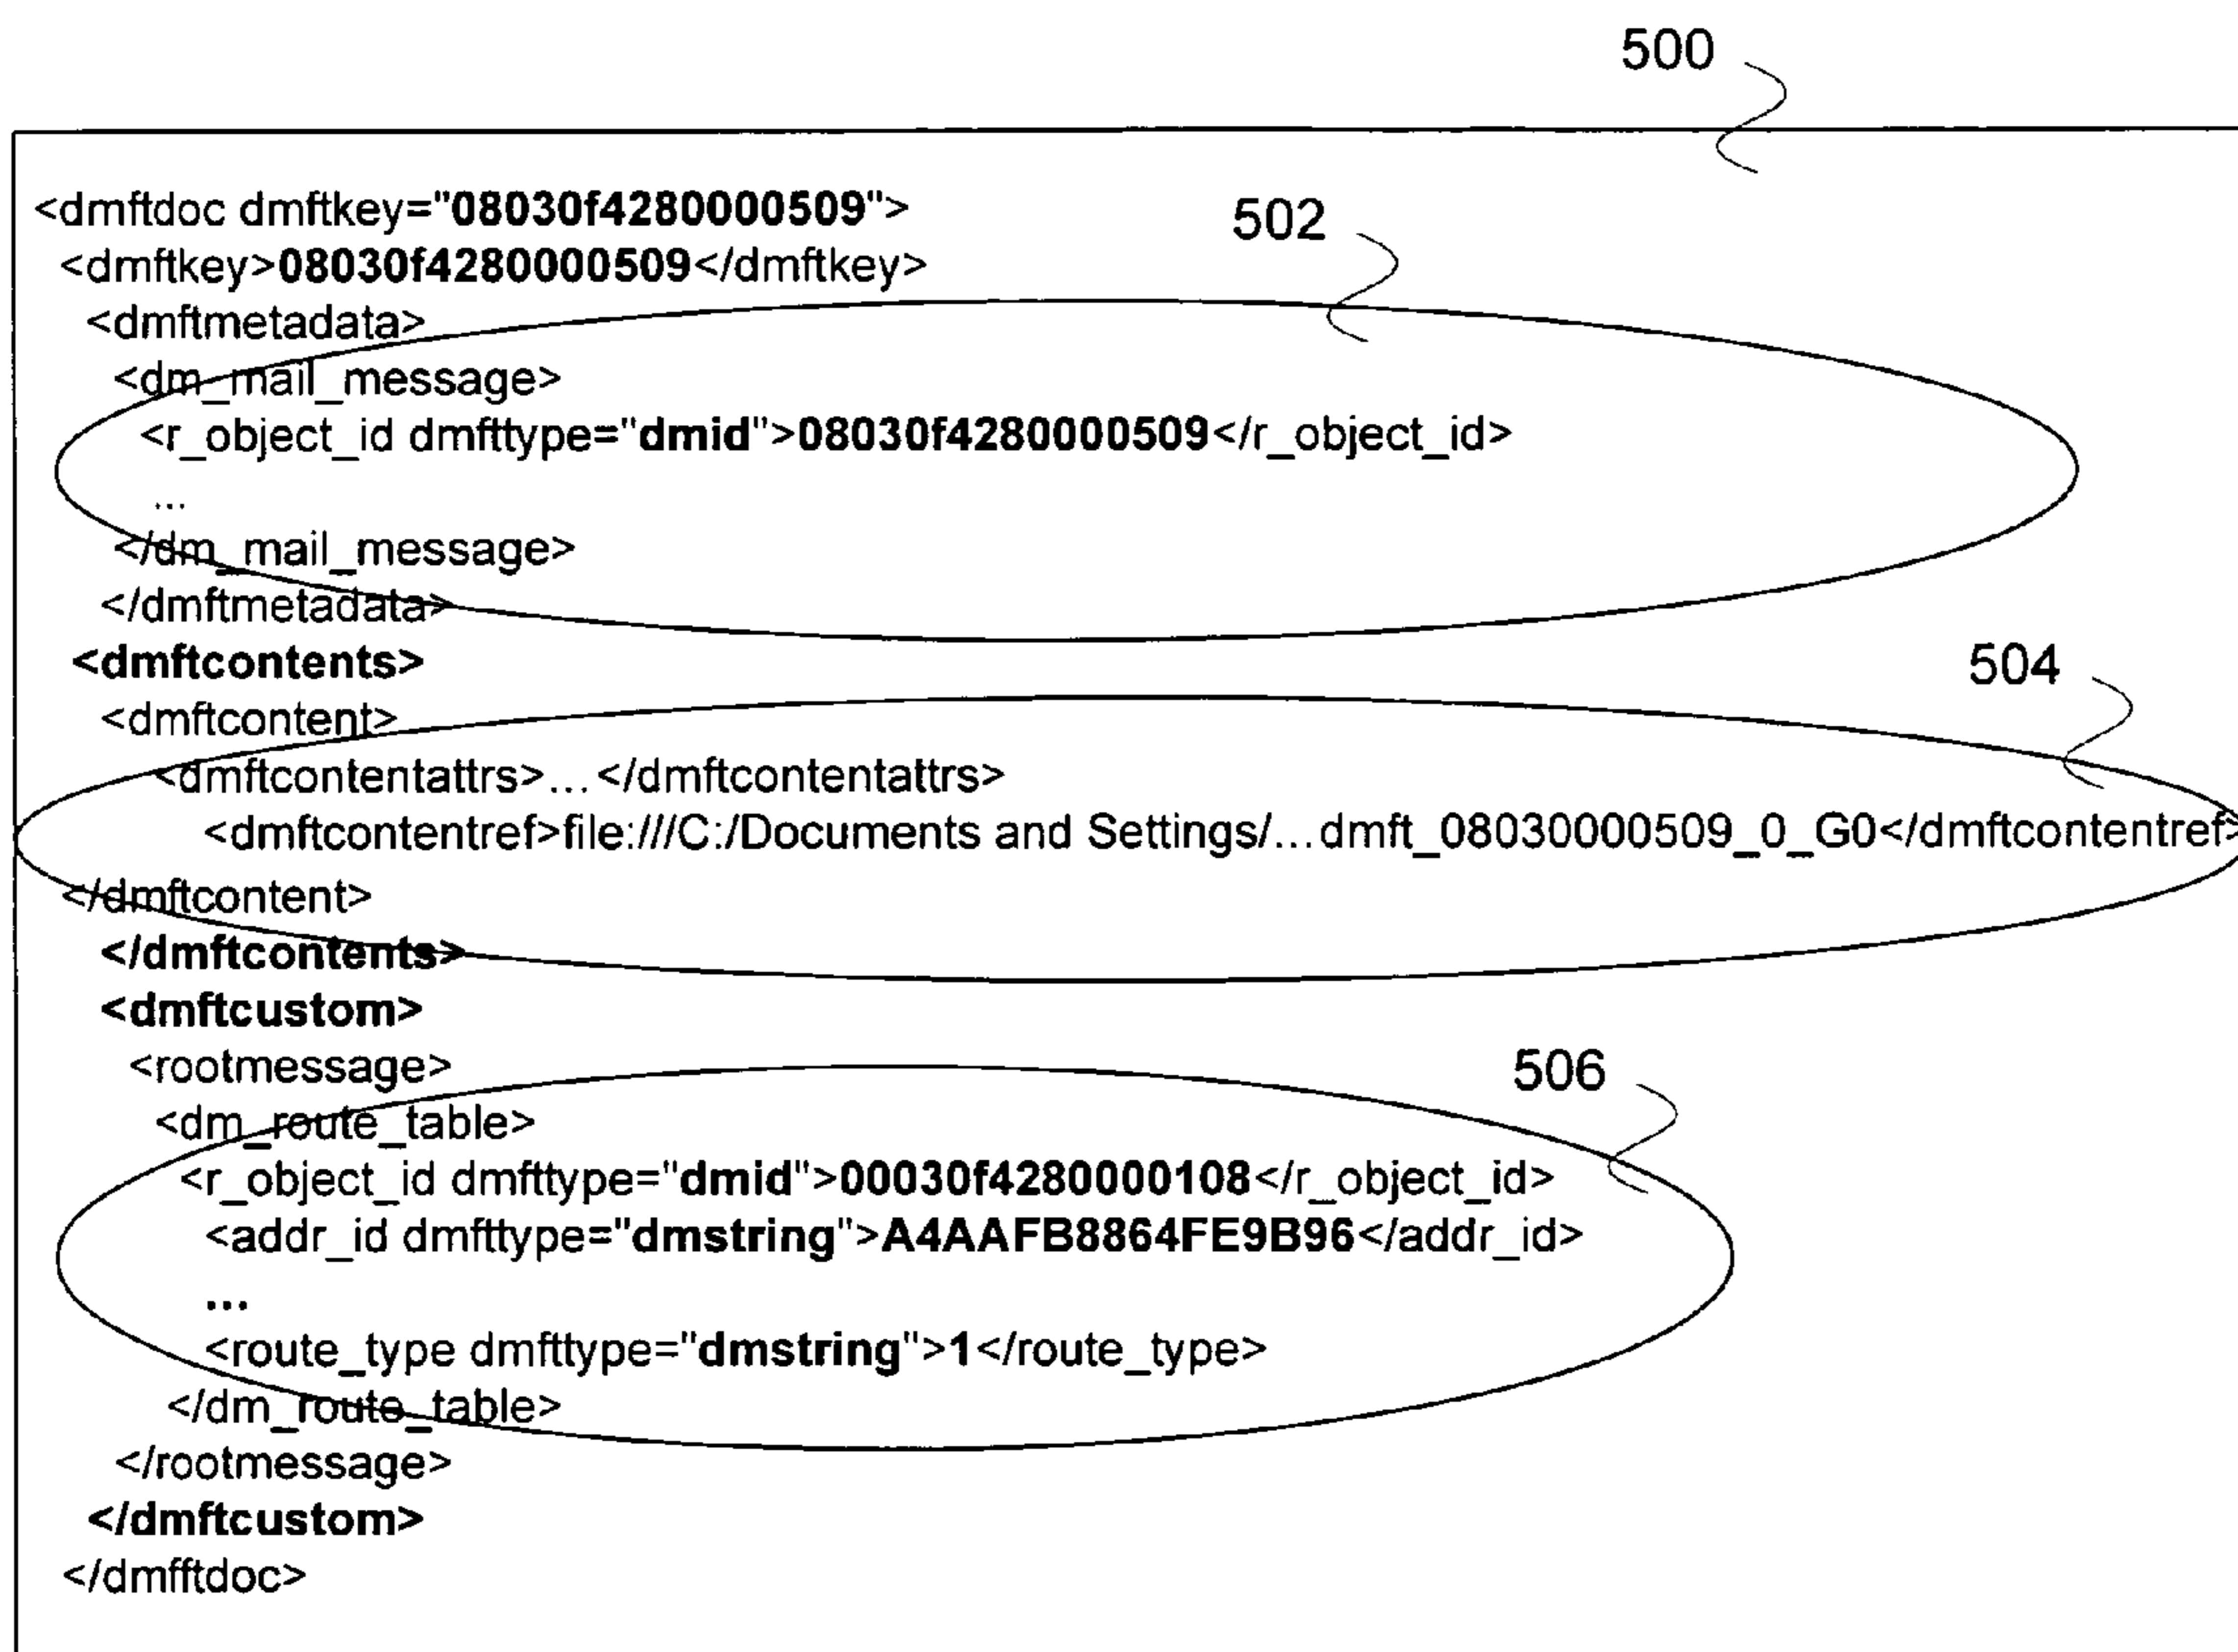 500
<dmftdoc dmftkey="08030f4280000509">
502
<dmftkey>08030f4280000509</dmftkey>
<dmftmetadata>
<dm_mail_message>
<r_object_id dmfttype="dmid">08030f4280000509</r_object_id>
...
</dm_mail_message>
</dmftmetadata>
<dmftcontents>
504
<dmftcontent>
<dmftcontentattrs>... </dmftcontentattrs>
<dmftcontentref>file:///C:/Documents and Settings/...dmft_08030000509_0_G0</dmftcontentref>
</dmftcontent>
</dmftcontents>
<dmftcustom>
<rootmessage>
506
<dm_route_table>
<r_object_id dmfttype="dmid">00030f4280000108</r_object_id>
<addr_id dmfttype="dmstring">A4AAFB8864FE9B96</addr_id>
...
<route_type dmfttype="dmstring">1</route_type>
</dm_route_table>
</rootmessage>
</dmftcustom>
</dmfftdoc>